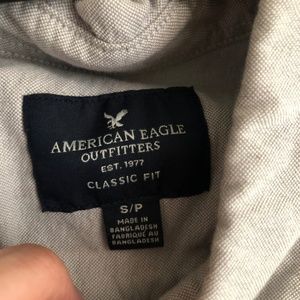 AMERICAN EAGLE
OUTFITTERS
EST. 1977
CLASSIC FIT
S/P
MADE IN
BANGLADESH
FABRIQUÉ AU
BANGLADESH